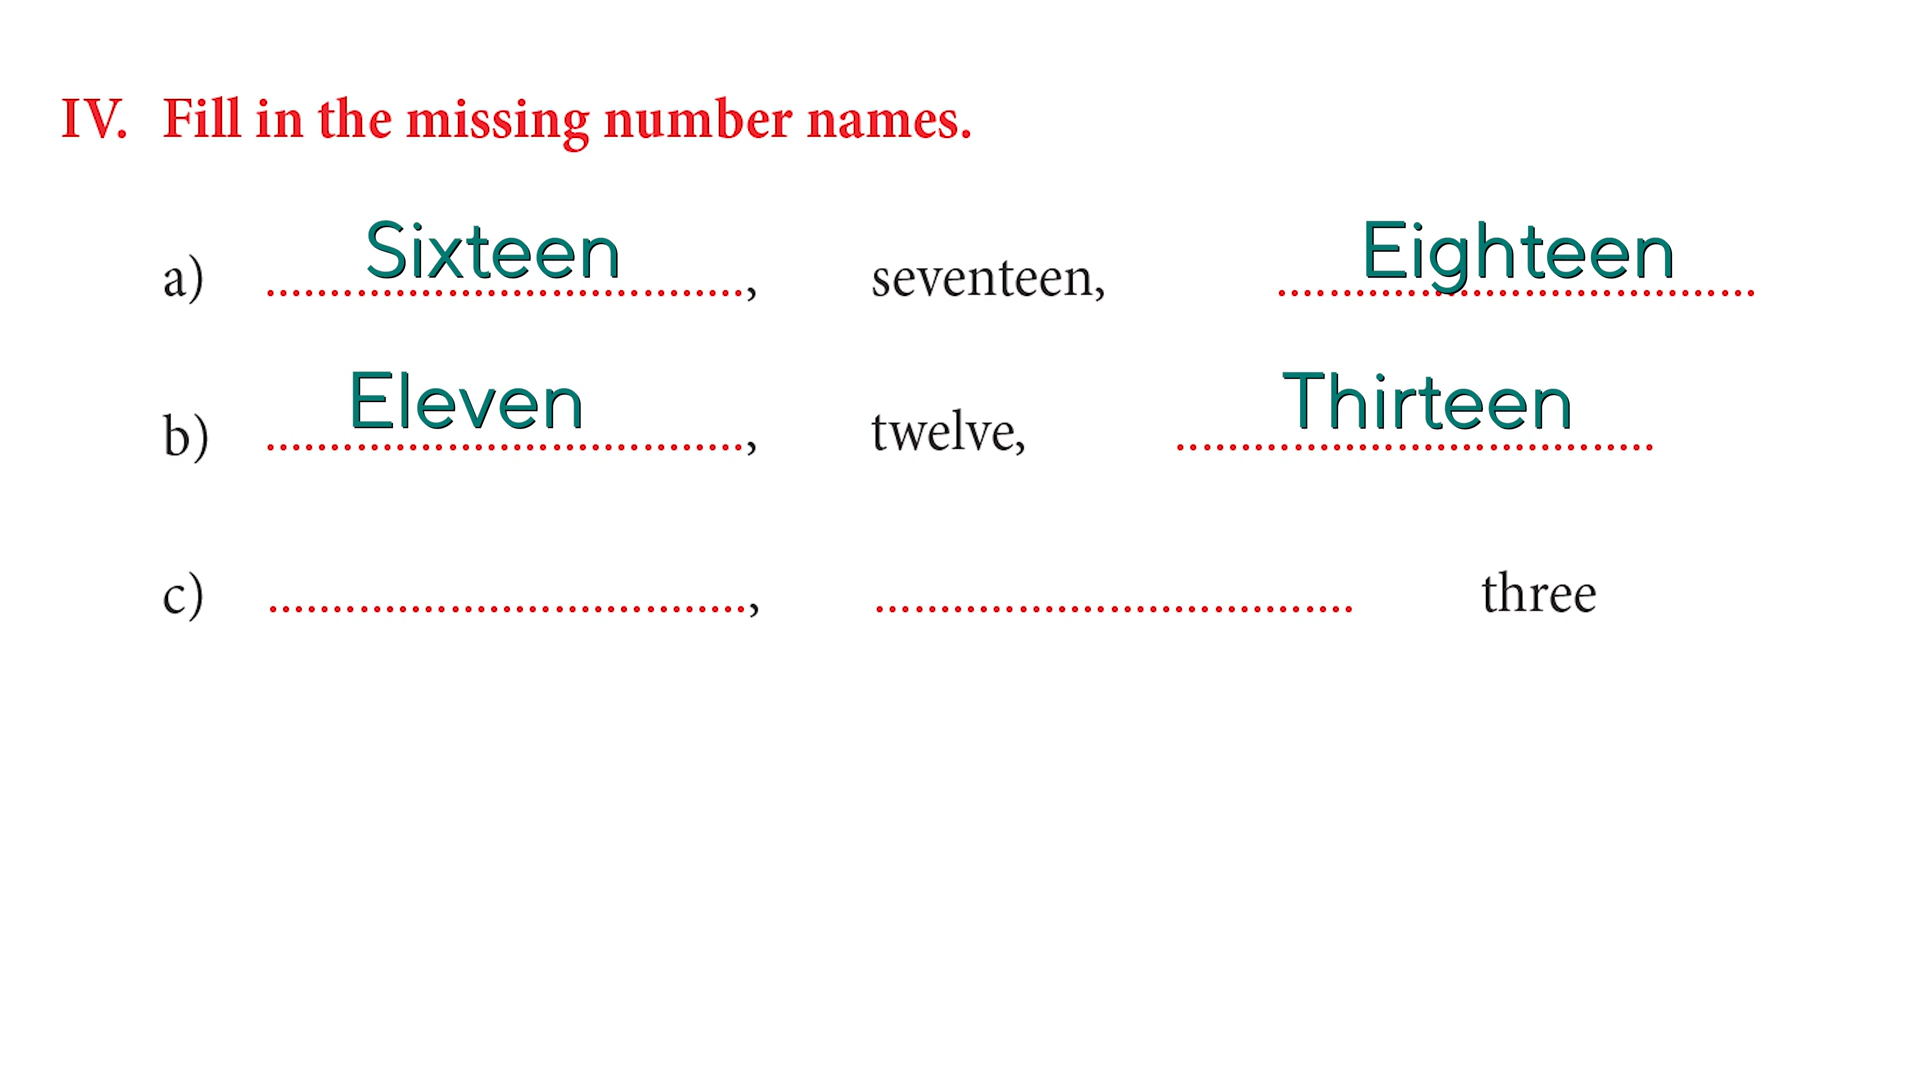 IV. Fill in the missing number names.
a) Sixteen, seventeen, Eighteen
b) Eleven, twelve, Thirteen
c) ...................................., .................................... three